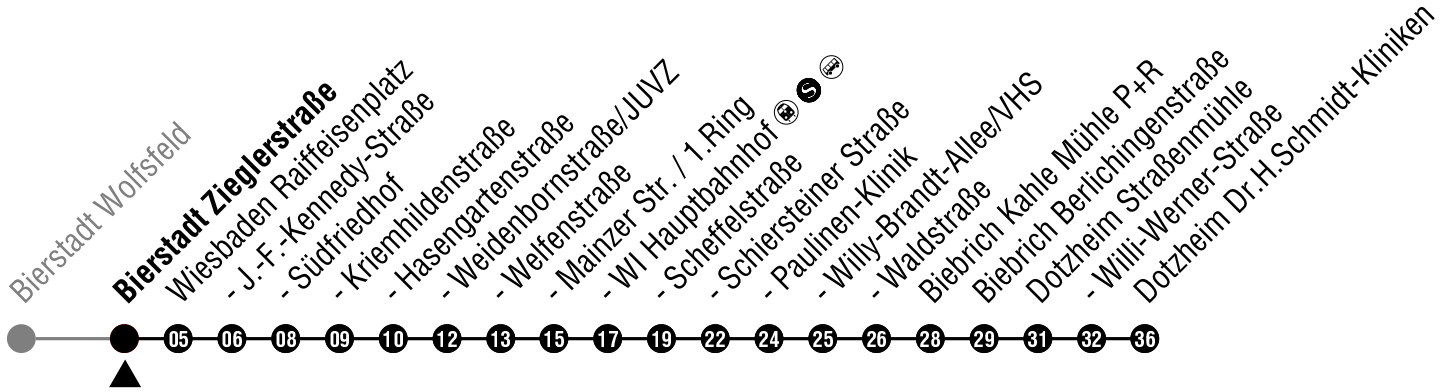 Bierstadt Wolfsfeld
Bierstadt Zieglerstraße
Wiesbaden Raiffeisenplatz
- J.-F.-Kennedy-Straße
- Südfriedhof
- Kriemhildenstraße
- Hasengartenstraße
- Weidenbornstraße/JUVZ
- Welfenstraße
- Mainzer Str. / 1.Ring
- WI Hauptbahnhof S
- Scheffelstraße
- Schiersteiner Straße
- Paulinen-Klinik
- Willy-Brandt-Allee/VHS
- Waldstraße
Biebrich Kahle Mühle P+R
Biebrich Berlichingenstraße
Dotzheim Straßenmühle
- Willi-Werner-Straße
Dotzheim Dr.H.Schmidt-Kliniken
05 06 08 09 10 12 13 15 17 19 22 24 25 26 28 29 31 32 36